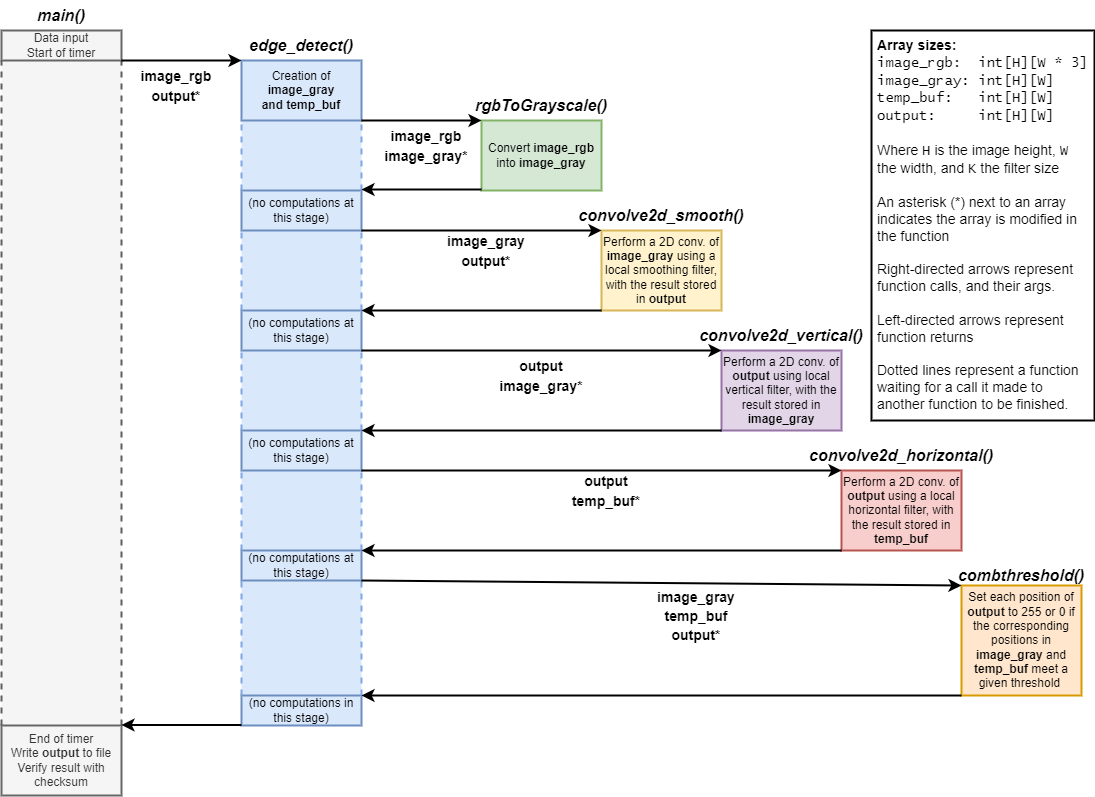 main()
Data input
Start of timer
image_rgb
output*
edge_detect()
Creation of
image_gray
and temp_buf
image_rgb
image_gray*
rgbToGrayscale()
Convert image_rgb
into image_gray
(no computations at
this stage)
image_gray
output*
convolve2d_smooth()
Perform a 2D conv. of
image_gray using a
local smoothing filter,
with the result stored
in output
(no computations at
this stage)
output
image_gray*
convolve2d_vertical()
Perform a 2D conv. of
output using local
vertical filter, with the
result stored in
image_gray
(no computations at
this stage)
output
temp_buf*
convolve2d_horizontal()
Perform a 2D conv. of
output using a local
horizontal filter, with
the result stored in
temp_buf
(no computations at
this stage)
image_gray
temp_buf
output*
combthreshold()
Set each position of
output to 255 or 0 if
the corresponding
positions in
image_gray and
temp_buf meet a
given threshold
(no computations in
this stage)
End of timer
Write output to file
Verify result with
checksum
Array sizes:
image_rgb: int[H][W * 3]
image_gray: int[H][W]
temp_buf: int[H][W]
output: int[H][W]
Where H is the image height, W
the width, and K the filter size
An asterisk (*) next to an array
indicates the array is modified in
the function
Right-directed arrows represent
function calls, and their args.
Left-directed arrows represent
function returns
Dotted lines represent a function
waiting for a call it made to
another function to be finished.